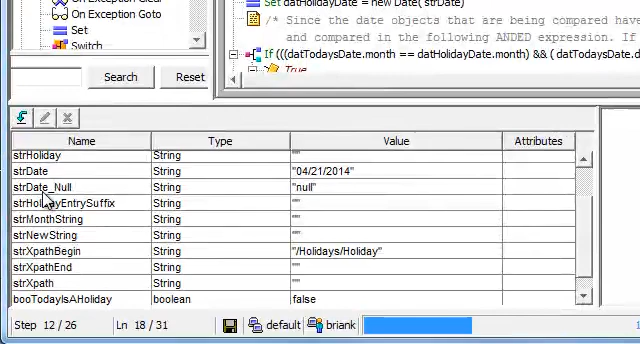 On Exception Clear
On Exception Goto
Set
Switch
Search
Reset
Set datHolidayDate = new Date( strDate)
/* Since the date objects that are being compared have
and compared in the following ANDED expression. If
If (((datTodaysDate.month == datHolidayDate.month) && ( datTodaysDate.d
True
Name Type Value Attributes
strHoliday String ""
strDate String "04/21/2014"
strDate_Null String "null"
strHolidayEntrySuffix String ""
strMonthString String ""
strNewString String ""
strXpathBegin String "/Holidays/Holiday"
strXpathEnd String ""
strXpath String ""
booTodayIsAHoliday boolean false
Step 12 / 26 Ln 18 / 31 default briank